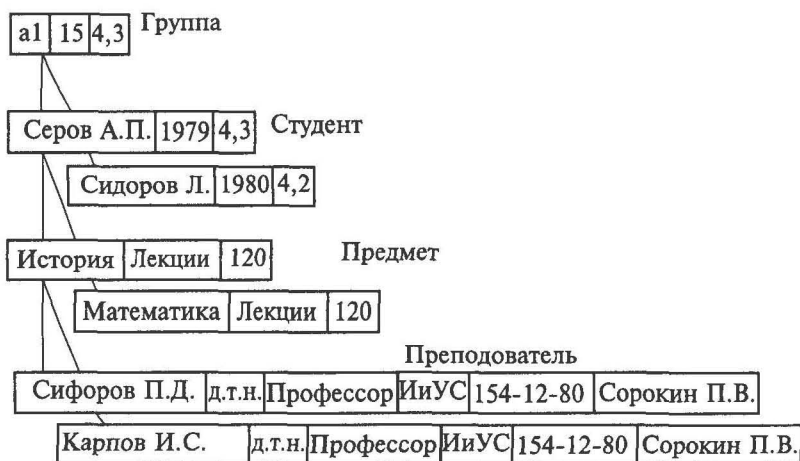 а1 15 4,3 Группа
Серов А.П. 1979 4,3 Студент
Сидоров Л. 1980 4,2
История Лекции 120 Предмет
Математика Лекции 120
Преподователь
Сифоров П.Д. д.т.н. Профессор ИиУС 154-12-80 Сорокин П.В.
Карпов И.С. д.т.н. Профессор ИиУС 154-12-80 Сорокин П.В.